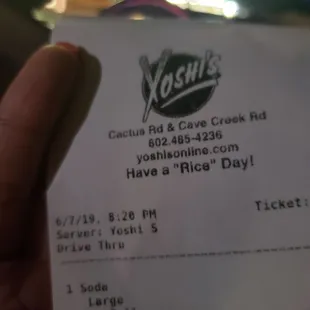 Yoshi's
Cactus Rd & Cave Creek Rd
602.485-4236
yoshisonline.com
Have a "Rice" Day!
Ticket:
6/7/19, 8:20 PM
Server: Yoshi S
Drive Thru
1 Soda
Large